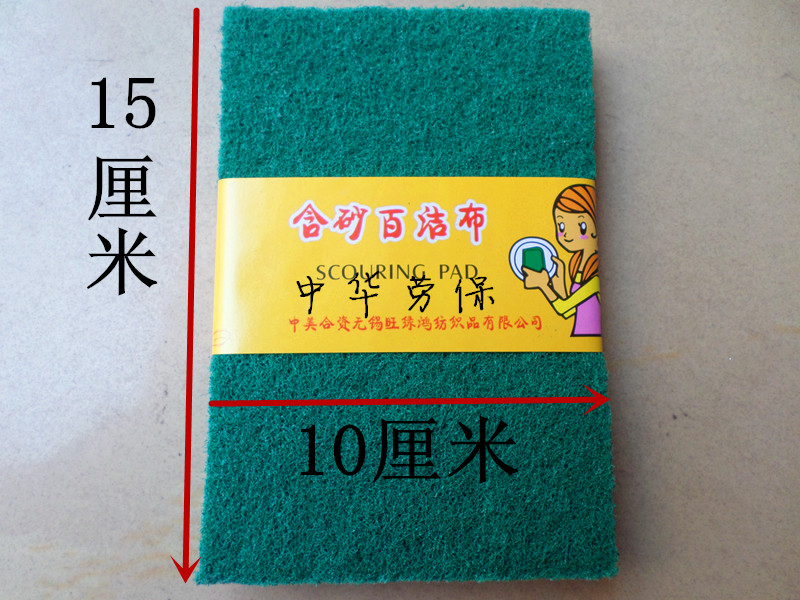 15
厘
米
含砂百洁布
SCOURING PAD
中华劳保
中美合资无锡旺绿鸿纺织品有限公司
10厘米